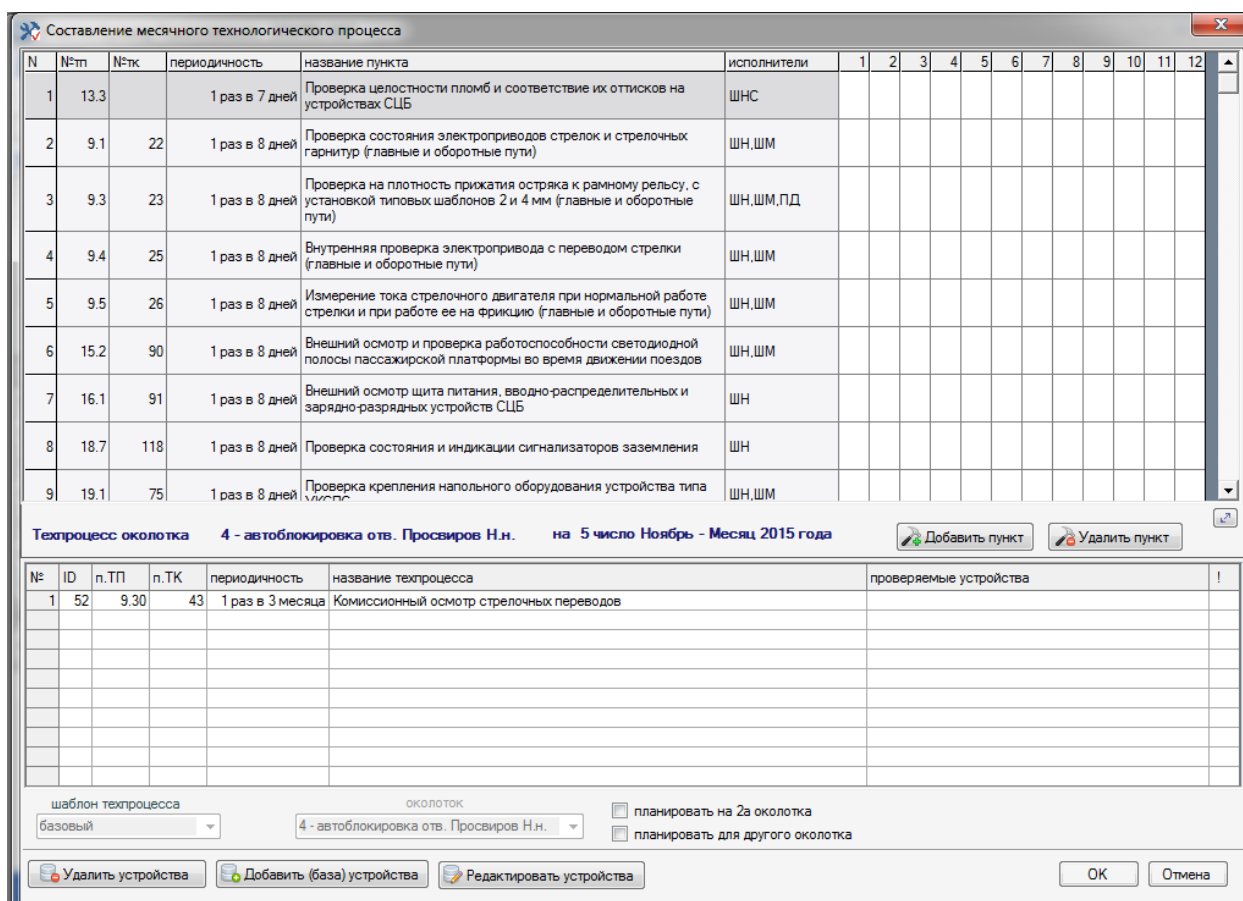 Составление месячного технологического процесса
N №тп №тк периодичность название пункта исполнители 1 2 3 4 5 6 7 8 9 10 11 12
1 13.3 1 раз в 7 дней Проверка целостности пломб и соответствие их оттисков на
устройствах СЦБ ШНС
2 9.1 22 1 раз в 8 дней Проверка состояния электроприводов стрелок и стрелочных
гарнитур (главные и оборотные пути) ШН,ШМ
3 9.3 23 1 раз в 8 дней Проверка на плотность прижатия остряка к рамному рельсу, с
установкой типовых шаблонов 2 и 4 мм (главные и оборотные
пути) ШН,ШМ,ПД
4 9.4 25 1 раз в 8 дней Внутренняя проверка электропривода с переводом стрелки
(главные и оборотные пути) ШН,ШМ
5 9.5 26 1 раз в 8 дней Измерение тока стрелочного двигателя при нормальной работе
стрелки и при работе ее на фрикцию (главные и оборотные пути) ШН,ШМ
6 15.2 90 1 раз в 8 дней Внешний осмотр и проверка работоспособности светодиодной
полосы пассажирской платформы во время движении поездов ШН,ШМ
7 16.1 91 1 раз в 8 дней Внешний осмотр щита питания, вводно-распределительных и
зарядно-разрядных устройств СЦБ ШН
8 18.7 118 1 раз в 8 дней Проверка состояния и индикации сигнализаторов заземления ШН
9 19.1 75 1 раз в 8 дней Проверка крепления напольного оборудования устройства типа
УКСПС ШН,ШМ
Техпроцесс околотка 4 - автоблокировка отв. Просвиров Н.н. на 5 число Ноябрь - Месяц 2015 года Добавить пункт Удалить пункт
№ ID п.ТП п.ТК периодичность название техпроцесса проверяемые устройства !
1 52 9.30 43 1 раз в 3 месяца Комиссионный осмотр стрелочных переводов
шаблон техпроцесса околоток
базовый 4 - автоблокировка отв. Просвиров Н.н.
планировать на 2а околотка
планировать для другого околотка
Удалить устройства Добавить (база) устройства Редактировать устройства OK Отмена